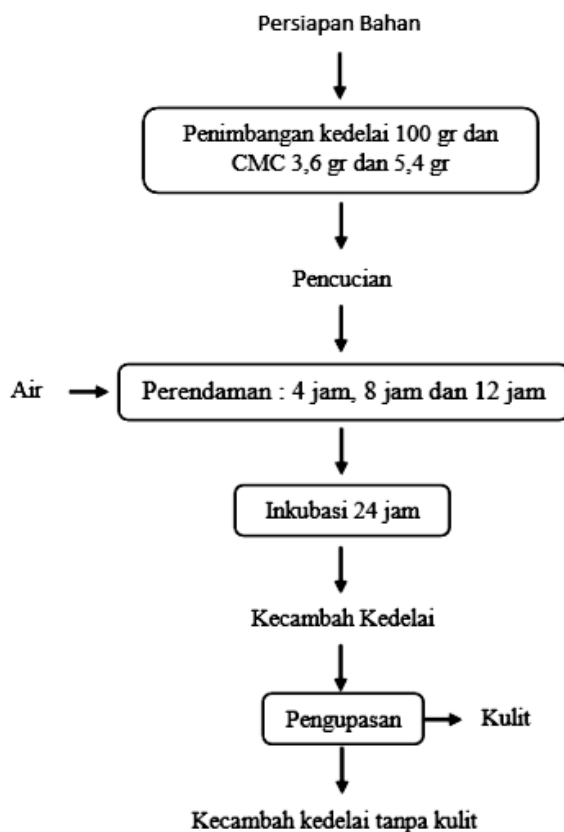 Persiapan Bahan
Penimbangan kedelai 100 gr dan
CMC 3,6 gr dan 5,4 gr
Pencucian
Air
Perendaman : 4 jam, 8 jam dan 12 jam
Inkubasi 24 jam
Kecambah Kedelai
Pengupasan
Kulit
Kecambah kedelai tanpa kulit